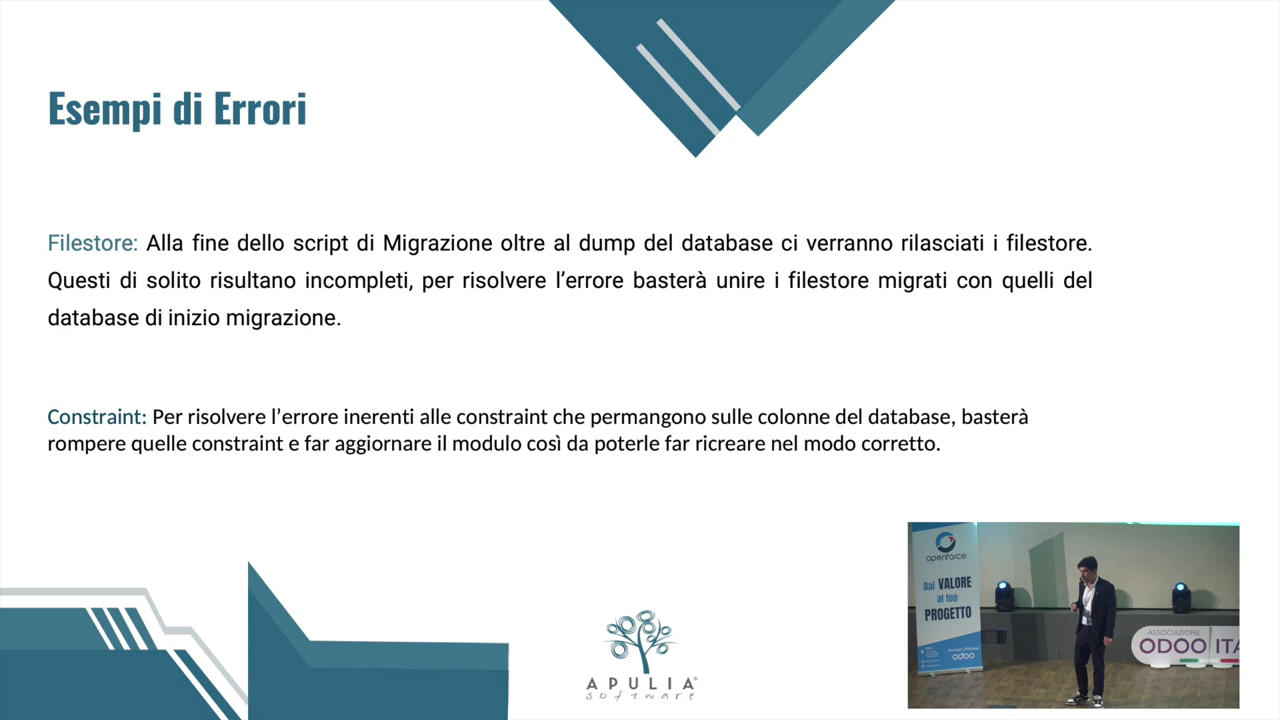 Esempi di Errori
Filestore: Alla fine dello script di Migrazione oltre al dump del database ci verranno rilasciati i filestore.
Questi di solito risultano incompleti, per risolvere l’errore basterà unire i filestore migrati con quelli del
database di inizio migrazione.
Constraint: Per risolvere l’errore inerenti alle constraint che permangono sulle colonne del database, basterà
rompere quelle constraint e far aggiornare il modulo così da poterle far ricreare nel modo corretto.
APULIA
software
openforce
Dai VALORE
al tuo
PROGETTO
odoo
ASSOCIAZIONE
ODOO ITA